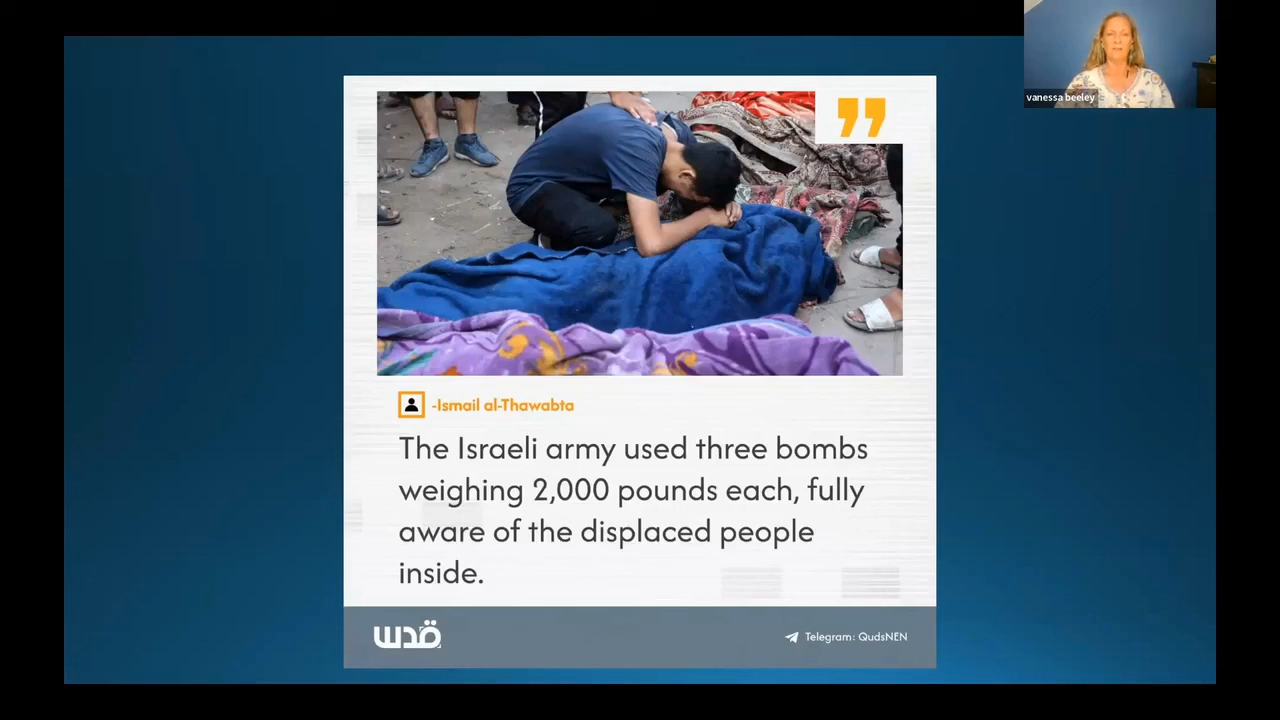 vanessa beeley
-Ismail al-Thawabta
The Israeli army used three bombs
weighing 2,000 pounds each, fully
aware of the displaced people
inside.
قدس
Telegram: QudsNEN